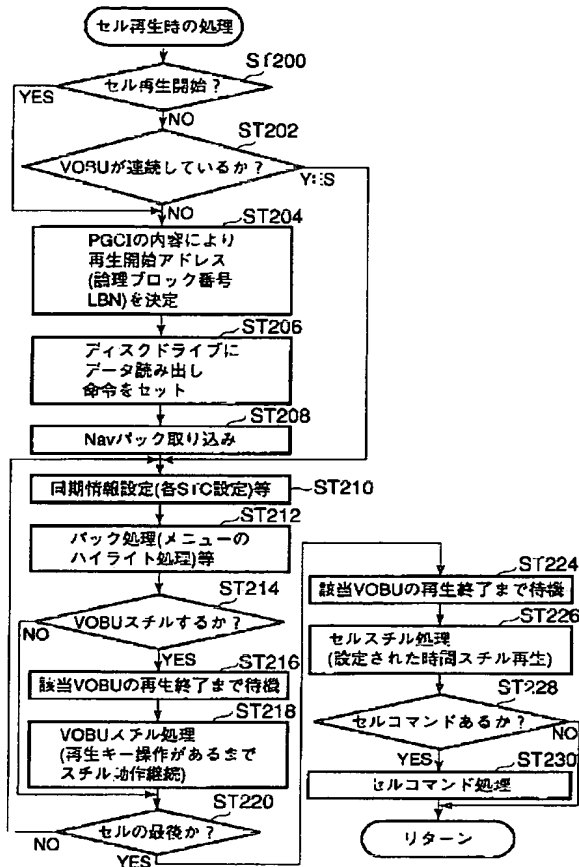 セル再生時の処理
ST200
セル再生開始？
YES
NO
ST202
VOBUが連続しているか？
YES
NO
ST204
PGCIの内容により
再生開始アドレス
(論理ブロック番号
LBN)を決定
ST206
ディスクドライブに
データ読み出し
命令をセット
ST208
Navパック取り込み
同期情報設定(各STC設定)等
ST210
ST212
パック処理(メニューの
ハイライト処理)等
ST214
VOBUスチルするか？
NO
YES
ST216
該当VOBUの再生終了まで待機
ST218
VOBUスチル処理
(再生キー操作があるまで
スチル動作継続)
ST220
セルの最後か？
NO
YES
ST224
該当VOBUの再生終了まで待機
ST226
セルスチル処理
(設定された時間スチル再生)
ST228
セルコマンドあるか？
NO
YES
ST230
セルコマンド処理
リターン